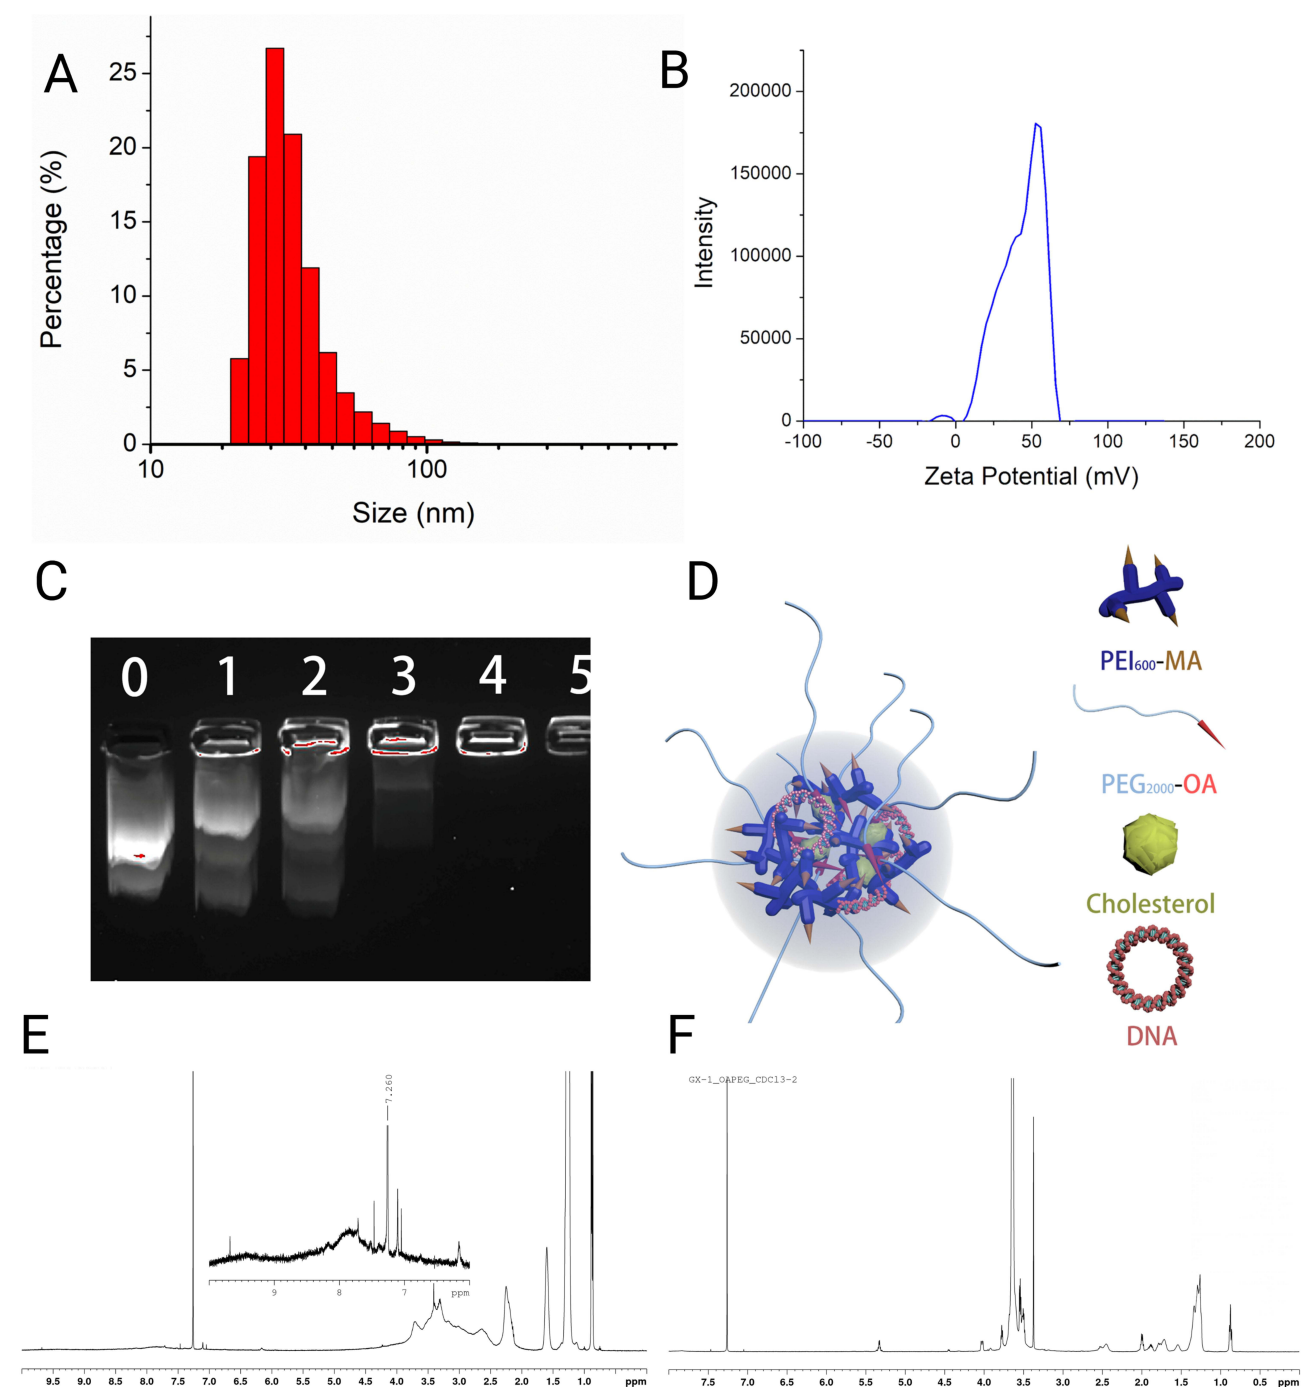 A
25
20
15
10
5
0
10
100
Percentage (%)
Size (nm)
B
200000
150000
100000
50000
0
-100
-50
0
50
100
150
200
Intensity
Zeta Potential (mV)
C
0 1 2 3 4 5
D
PEI600-MA
PEG2000-OA
Cholesterol
DNA
E
7.260
9 8 7 ppm
9.5 9.0 8.5 8.0 7.5 7.0 6.5 6.0 5.5 5.0 4.5 4.0 3.5 3.0 2.5 2.0 1.5 1.0 ppm
F
GX-1_OAPEG_CDCl3-2
7.5 7.0 6.5 6.0 5.5 5.0 4.5 4.0 3.5 3.0 2.5 2.0 1.5 1.0 0.5 ppm